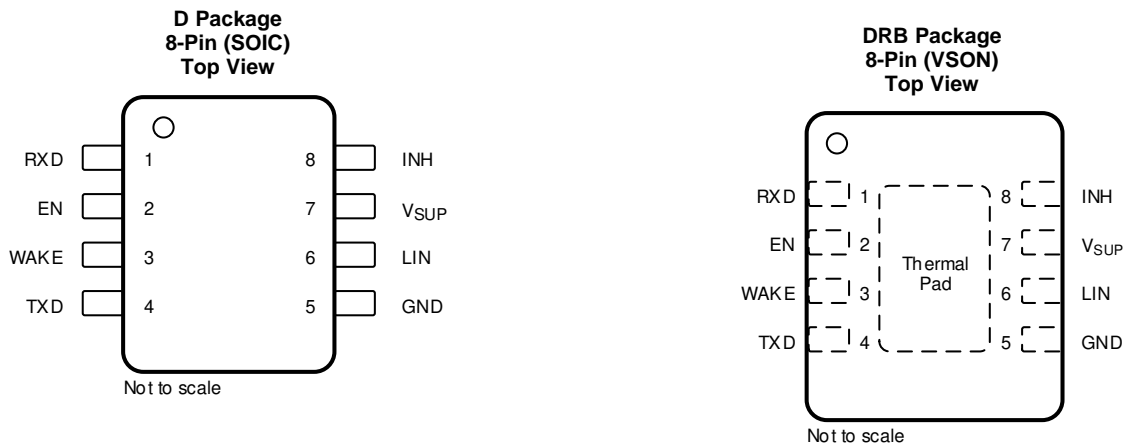 D Package
8-Pin (SOIC)
Top View
RXD 1 8 INH
EN 2 7 VSUP
WAKE 3 6 LIN
TXD 4 5 GND
Not to scale
DRB Package
8-Pin (VSON)
Top View
RXD 1 8 INH
EN 2 7 VSUP
Thermal
Pad
WAKE 3 6 LIN
TXD 4 5 GND
Not to scale